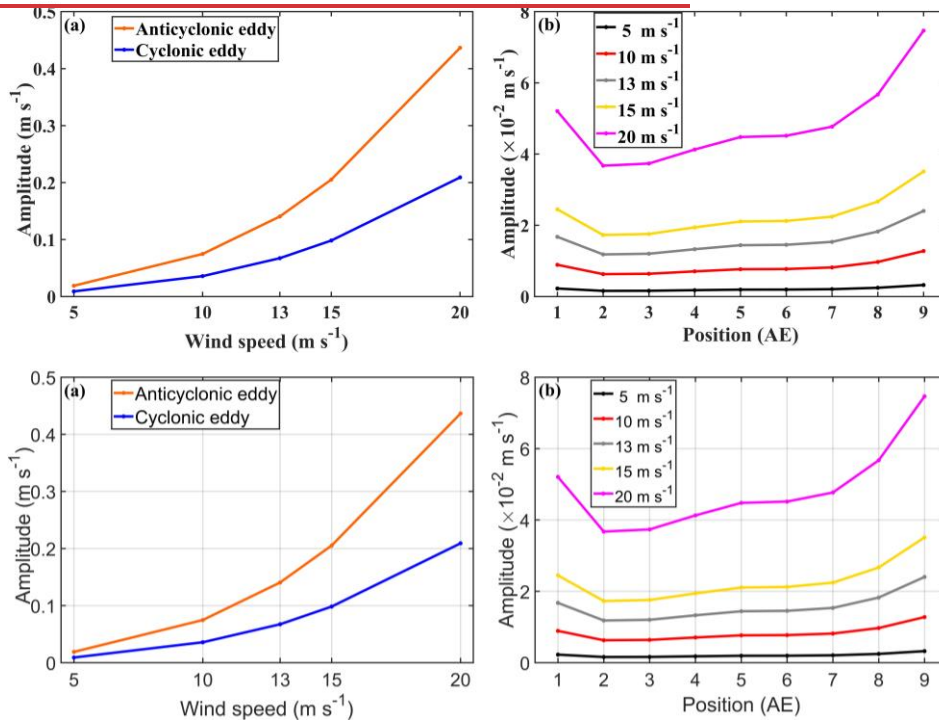 (a)
Anticyclonic eddy
Cyclonic eddy
Amplitude (m s⁻¹)
0.5
0.4
0.3
0.2
0.1
0
5 10 13 15 20
Wind speed (m s⁻¹)
(b)
5 m s⁻¹
10 m s⁻¹
13 m s⁻¹
15 m s⁻¹
20 m s⁻¹
Amplitude (×10⁻² m s⁻¹)
8
6
4
2
0
1 2 3 4 5 6 7 8 9
Position (AE)
(a)
Anticyclonic eddy
Cyclonic eddy
Amplitude (m s⁻¹)
0.5
0.4
0.3
0.2
0.1
0
5 10 13 15 20
Wind speed (m s⁻¹)
(b)
5 m s⁻¹
10 m s⁻¹
13 m s⁻¹
15 m s⁻¹
20 m s⁻¹
Amplitude (×10⁻² m s⁻¹)
8
6
4
2
0
1 2 3 4 5 6 7 8 9
Position (AE)